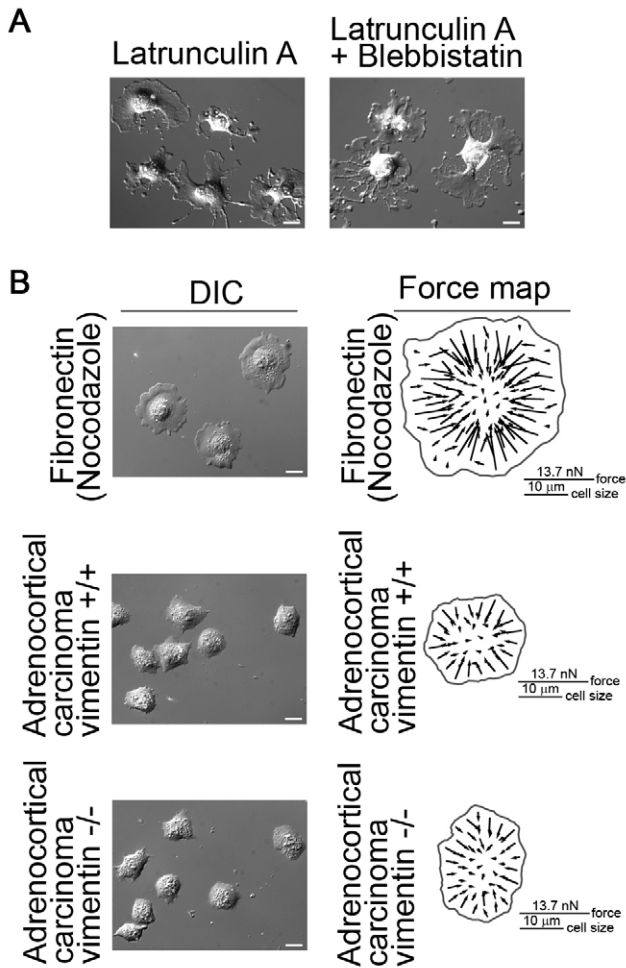 A
Latrunculin A
Latrunculin A
+ Blebbistatin
B
DIC
Force map
Fibronectin
(Nocodazole)
Fibronectin
(Nocodazole)
13.7 nN force
10 μm cell size
Adrenocortical
carcinoma
vimentin +/+
Adrenocortical
carcinoma
vimentin +/+
13.7 nN force
10 μm cell size
Adrenocortical
carcinoma
vimentin -/-
Adrenocortical
carcinoma
vimentin -/-
13.7 nN force
10 μm cell size